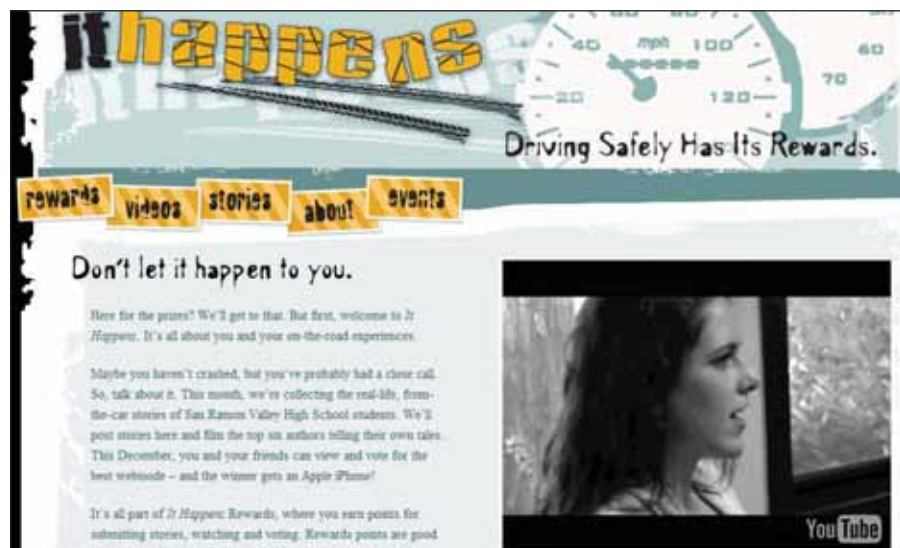 it happens
40 mph 100 60
20 120 70
Driving Safely Has Its Rewards.
rewards videos stories about events
Don't let it happen to you.
Here for the prizes? We'll get to that. But first, welcome to It
Happens. It's all about you and your on-the-road experiences.
Maybe you haven't crashed, but you've probably had a close call.
So, talk about it. This month, we're collecting the real-life, from-
the-car stories of San Ramon Valley High School students. We'll
post stories here and film the top six authors telling their own tales.
This December, you and your friends can view and vote for the
best webisode – and the winner gets an Apple iPhone!
It's all part of It Happens Rewards, where you earn points for
submitting stories, watching and voting. Rewards points are good
YouTube